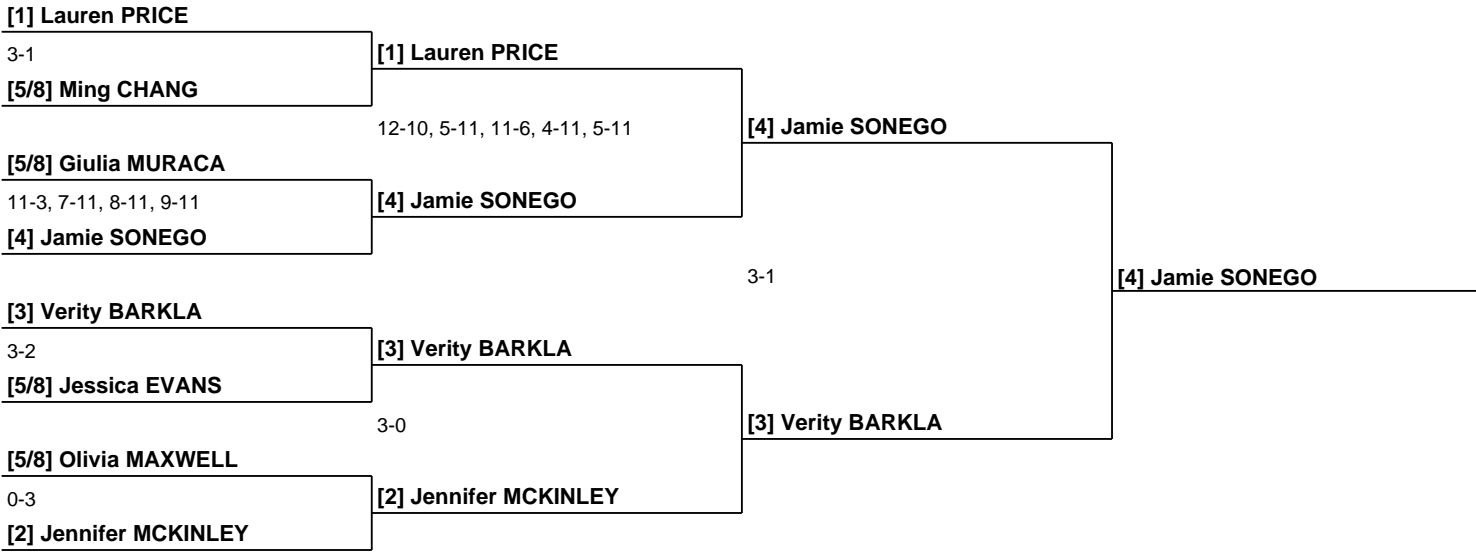 [1] Lauren PRICE
3-1
[1] Lauren PRICE
[5/8] Ming CHANG
12-10, 5-11, 11-6, 4-11, 5-11
[4] Jamie SONEGO
[5/8] Giulia MURACA
11-3, 7-11, 8-11, 9-11
[4] Jamie SONEGO
[4] Jamie SONEGO
3-1
[4] Jamie SONEGO
[3] Verity BARKLA
3-2
[3] Verity BARKLA
[5/8] Jessica EVANS
3-0
[3] Verity BARKLA
[5/8] Olivia MAXWELL
0-3
[2] Jennifer MCKINLEY
[2] Jennifer MCKINLEY